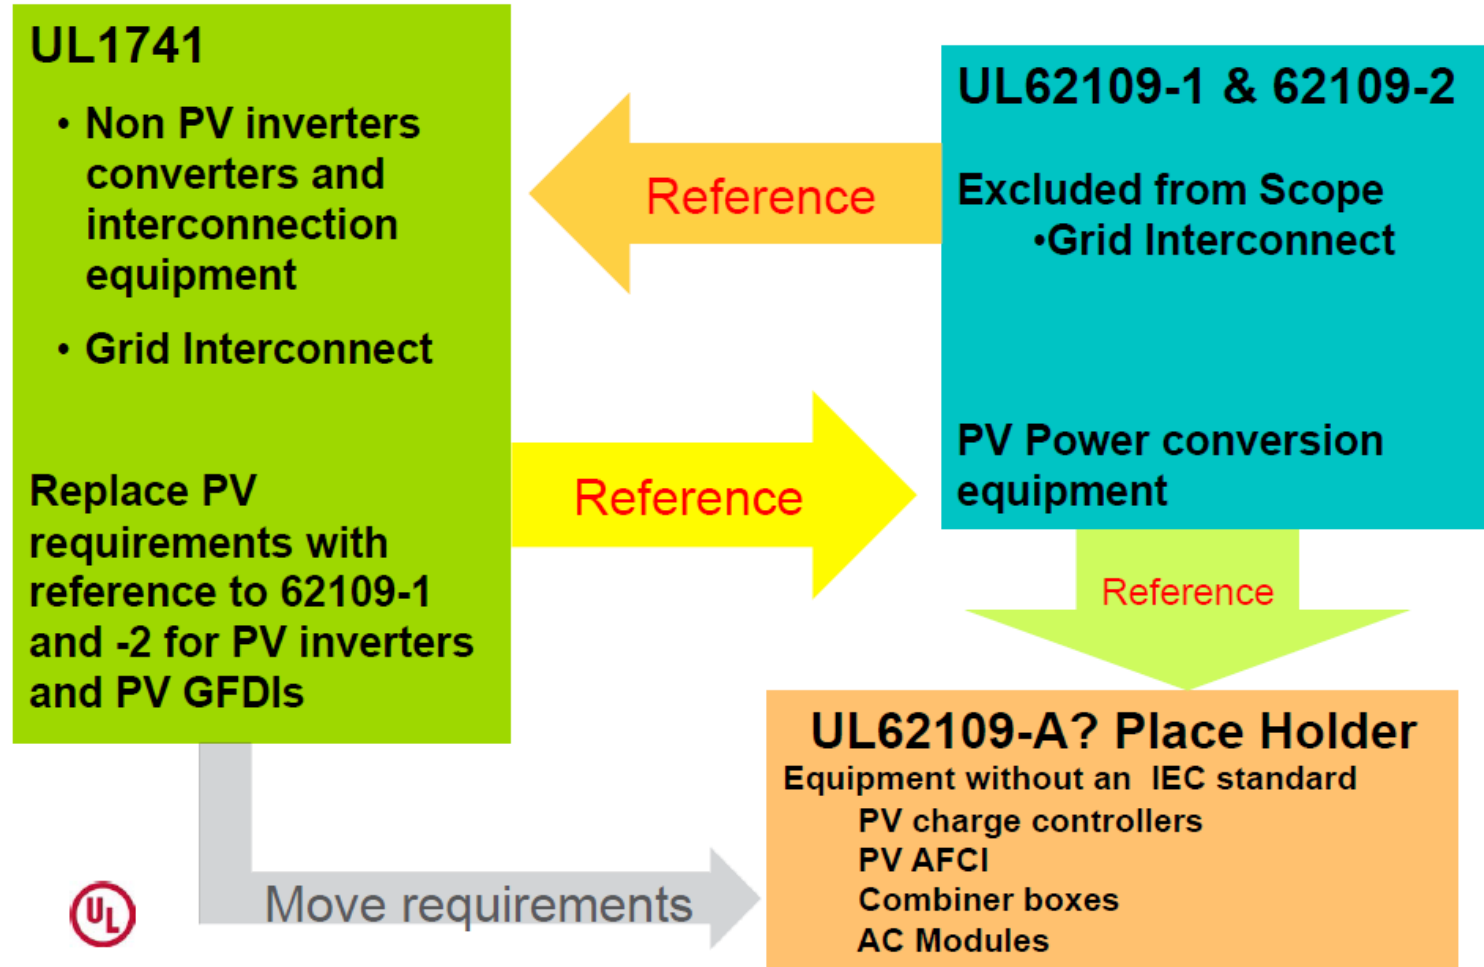 UL1741
• Non PV inverters
converters and
interconnection
equipment
• Grid Interconnect
Replace PV
requirements with
reference to 62109-1
and -2 for PV inverters
and PV GFDIs
Reference
Reference
UL62109-1 & 62109-2
Excluded from Scope
•Grid Interconnect
PV Power conversion
equipment
Reference
UL62109-A? Place Holder
Equipment without an IEC standard
PV charge controllers
PV AFCI
Combiner boxes
AC Modules
Move requirements
UL